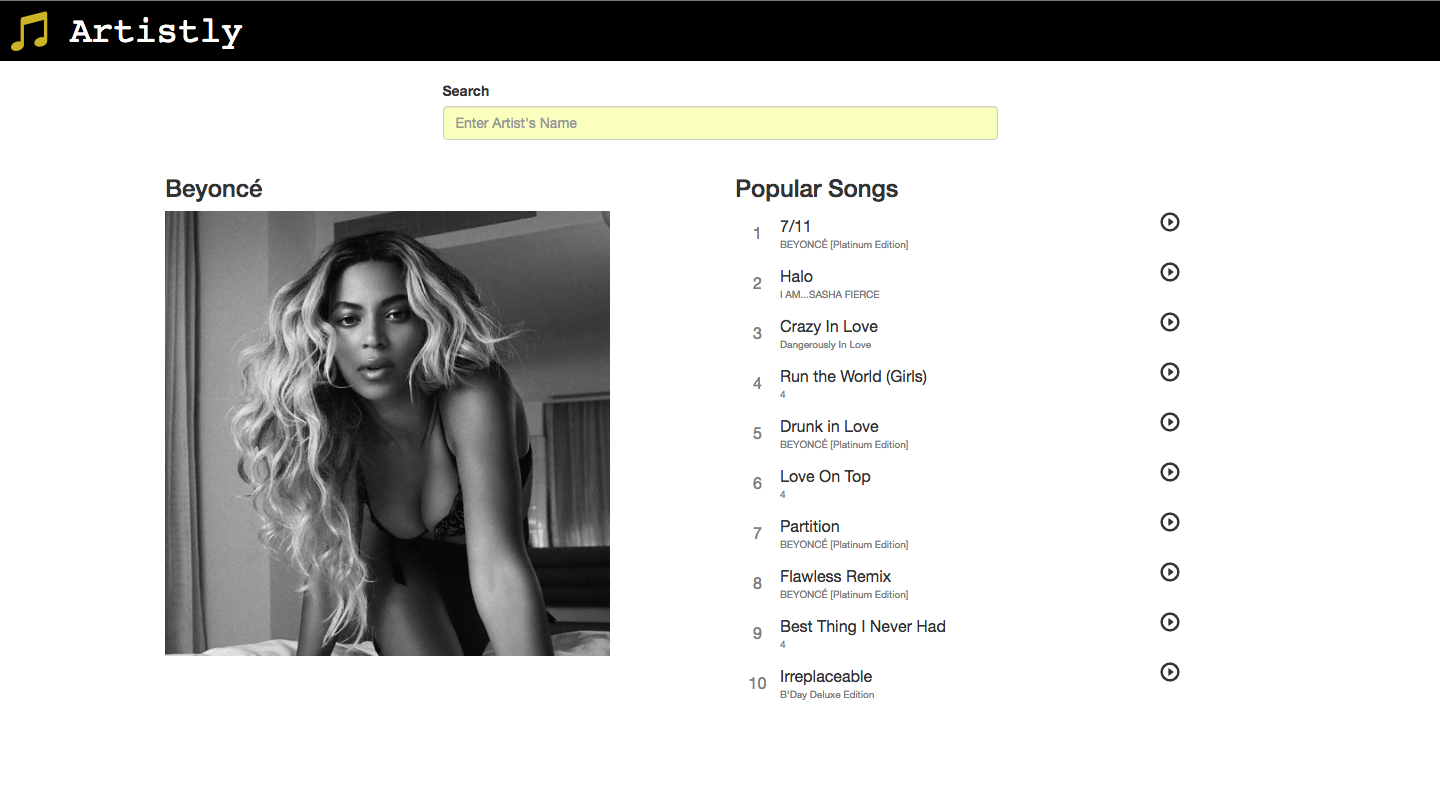 Artistly
Search
Enter Artist's Name
Beyoncé
Popular Songs
1
7/11
BEYONCÉ [Platinum Edition]
2
Halo
I AM...SASHA FIERCE
3
Crazy In Love
Dangerously In Love
4
Run the World (Girls)
4
5
Drunk in Love
BEYONCÉ [Platinum Edition]
6
Love On Top
4
7
Partition
BEYONCÉ [Platinum Edition]
8
Flawless Remix
BEYONCÉ [Platinum Edition]
9
Best Thing I Never Had
4
10
Irreplaceable
B'Day Deluxe Edition